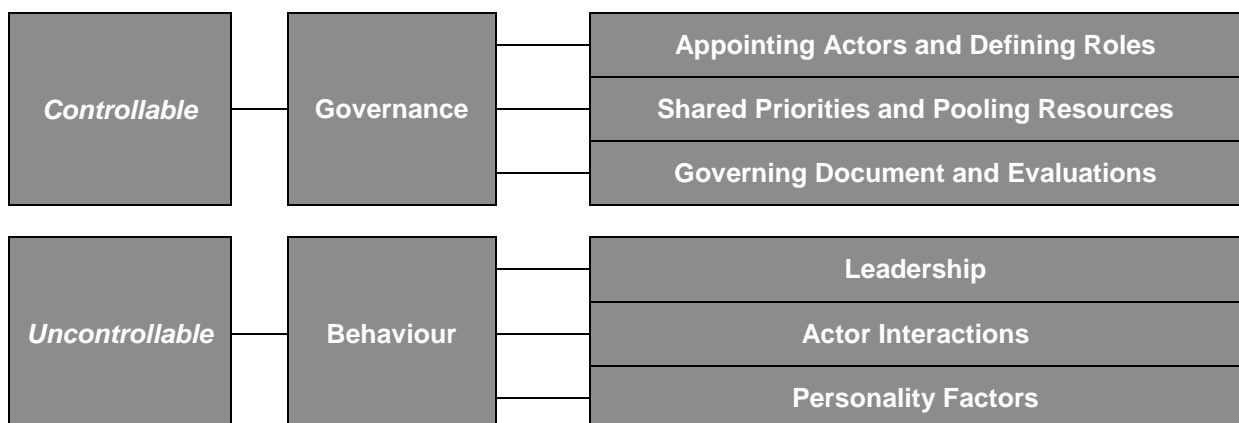 Controllable
Governance
Appointing Actors and Defining Roles
Shared Priorities and Pooling Resources
Governing Document and Evaluations
Uncontrollable
Behaviour
Leadership
Actor Interactions
Personality Factors